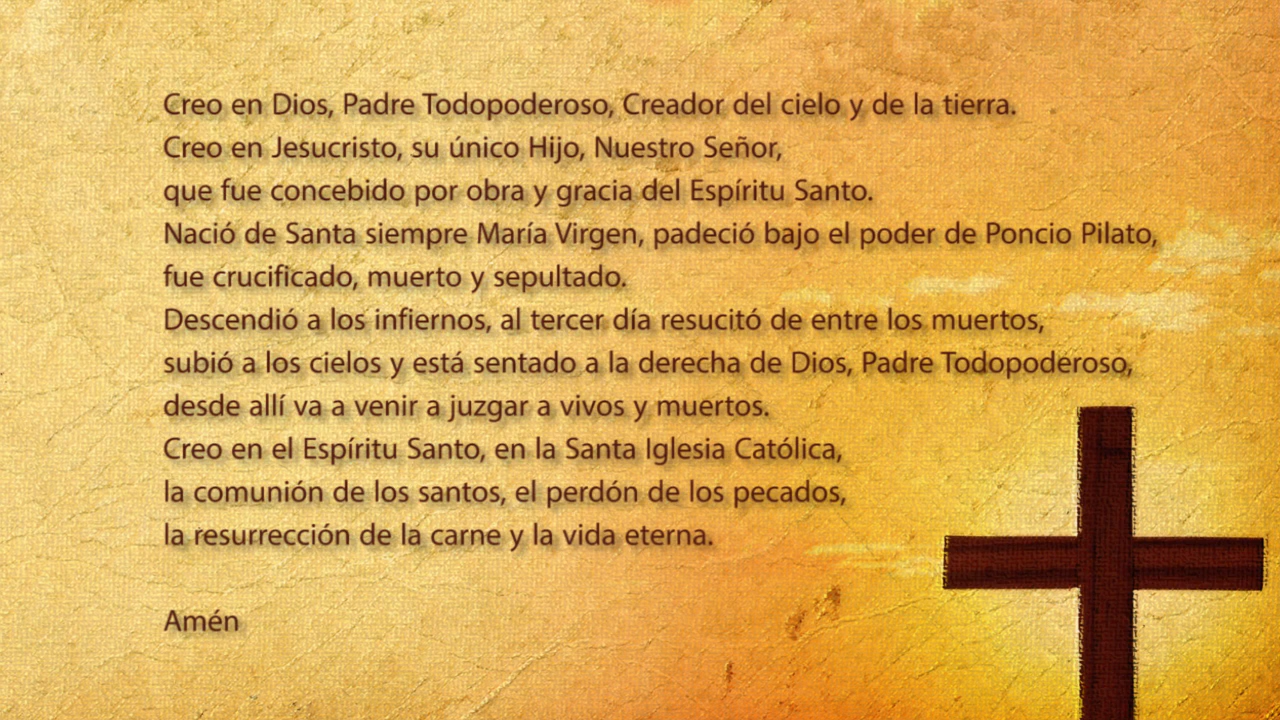 Creo en Dios, Padre Todopoderoso, Creador del cielo y de la tierra.
Creo en Jesucristo, su único Hijo, Nuestro Señor,
que fue concebido por obra y gracia del Espíritu Santo.
Nació de Santa siempre María Virgen, padeció bajo el poder de Poncio Pilato,
fue crucificado, muerto y sepultado.
Descendió a los infiernos, al tercer día resucitó de entre los muertos,
subió a los cielos y está sentado a la derecha de Dios, Padre Todopoderoso,
desde allí va a venir a juzgar a vivos y muertos.
Creo en el Espíritu Santo, en la Santa Iglesia Católica,
la comunión de los santos, el perdón de los pecados,
la resurrección de la carne y la vida eterna.
Amén